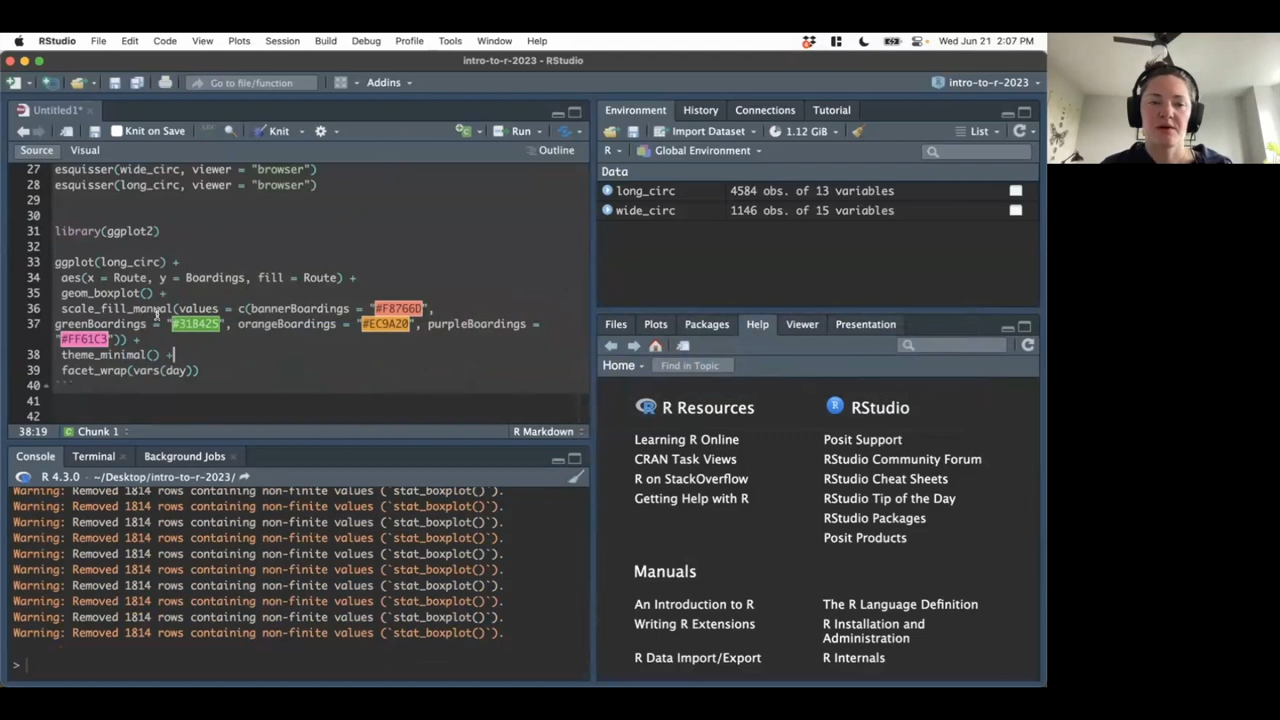 RStudio File Edit Code View Plots Session Build Debug Profile Tools Window Help Wed Jun 21 2:07 PM
intro-to-r-2023 - RStudio
Go to file/function Addins intro-to-r-2023
Untitled1*
Knit on Save Knit Run
Source Visual Outline
27 esquisser(wide_circ, viewer = "browser")
28 esquisser(long_circ, viewer = "browser")
29
30
31 library(ggplot2)
32
33 ggplot(long_circ) +
34 aes(x = Route, y = Boardings, fill = Route) +
35 geom_boxplot() +
36 scale_fill_manual(values = c(bannerBoardings = "#F8766D",
37 greenBoardings = "#31B425", orangeBoardings = "#EC9A20", purpleBoardings =
"#FF61C3")) +
38 theme_minimal() +
39 facet_wrap(vars(day))
40 ```
41
42
38:19 Chunk 1 R Markdown
Console Terminal Background Jobs
R 4.3.0 · ~/Desktop/intro-to-r-2023/
Warning: Removed 1814 rows containing non-finite values (`stat_boxplot()`).
Warning: Removed 1814 rows containing non-finite values (`stat_boxplot()`).
Warning: Removed 1814 rows containing non-finite values (`stat_boxplot()`).
Warning: Removed 1814 rows containing non-finite values (`stat_boxplot()`).
Warning: Removed 1814 rows containing non-finite values (`stat_boxplot()`).
Warning: Removed 1814 rows containing non-finite values (`stat_boxplot()`).
Warning: Removed 1814 rows containing non-finite values (`stat_boxplot()`).
Warning: Removed 1814 rows containing non-finite values (`stat_boxplot()`).
Warning: Removed 1814 rows containing non-finite values (`stat_boxplot()`).
Warning: Removed 1814 rows containing non-finite values (`stat_boxplot()`).
>
Environment History Connections Tutorial
Import Dataset 1.12 GiB List
R Global Environment
Data
long_circ 4584 obs. of 13 variables
wide_circ 1146 obs. of 15 variables
Files Plots Packages Help Viewer Presentation
Home Find in Topic
R Resources
Learning R Online
CRAN Task Views
R on StackOverflow
Getting Help with R
RStudio
Posit Support
RStudio Community Forum
RStudio Cheat Sheets
RStudio Tip of the Day
RStudio Packages
Posit Products
Manuals
An Introduction to R
Writing R Extensions
R Data Import/Export
The R Language Definition
R Installation and
Administration
R Internals